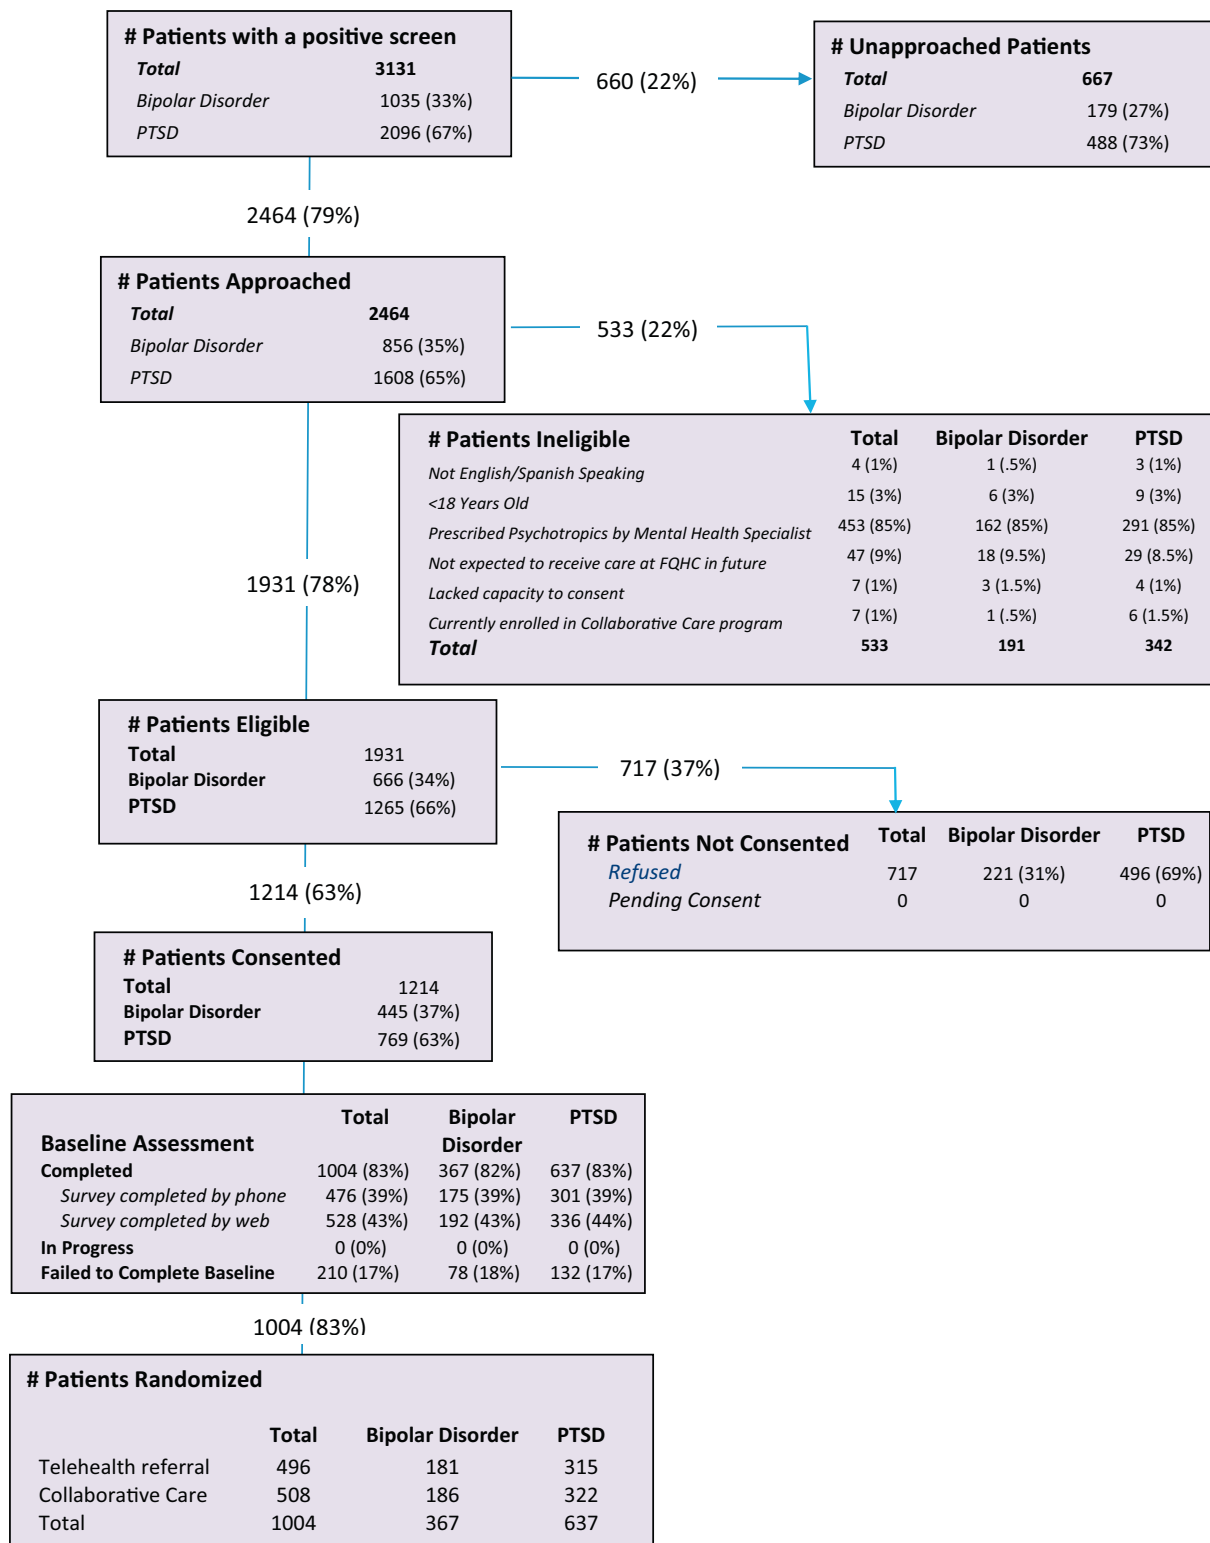 # Patients with a positive screen
Total 3131
Bipolar Disorder 1035 (33%)
PTSD 2096 (67%)
660 (22%)
# Unapproached Patients
Total 667
Bipolar Disorder 179 (27%)
PTSD 488 (73%)
2464 (79%)
# Patients Approached
Total 2464
Bipolar Disorder 856 (35%)
PTSD 1608 (65%)
533 (22%)
# Patients Ineligible Total Bipolar Disorder PTSD
Not English/Spanish Speaking 4 (1%) 1 (.5%) 3 (1%)
<18 Years Old 15 (3%) 6 (3%) 9 (3%)
Prescribed Psychotropics by Mental Health Specialist 453 (85%) 162 (85%) 291 (85%)
Not expected to receive care at FQHC in future 47 (9%) 18 (9.5%) 29 (8.5%)
Lacked capacity to consent 7 (1%) 3 (1.5%) 4 (1%)
Currently enrolled in Collaborative Care program 7 (1%) 1 (.5%) 6 (1.5%)
Total 533 191 342
1931 (78%)
# Patients Eligible
Total 1931
Bipolar Disorder 666 (34%)
PTSD 1265 (66%)
717 (37%)
# Patients Not Consented Total Bipolar Disorder PTSD
Refused 717 221 (31%) 496 (69%)
Pending Consent 0 0 0
1214 (63%)
# Patients Consented
Total 1214
Bipolar Disorder 445 (37%)
PTSD 769 (63%)
Total Bipolar PTSD
Baseline Assessment Disorder
Completed 1004 (83%) 367 (82%) 637 (83%)
Survey completed by phone 476 (39%) 175 (39%) 301 (39%)
Survey completed by web 528 (43%) 192 (43%) 336 (44%)
In Progress 0 (0%) 0 (0%) 0 (0%)
Failed to Complete Baseline 210 (17%) 78 (18%) 132 (17%)
1004 (83%)
# Patients Randomized
Total Bipolar Disorder PTSD
Telehealth referral 496 181 315
Collaborative Care 508 186 322
Total 1004 367 637